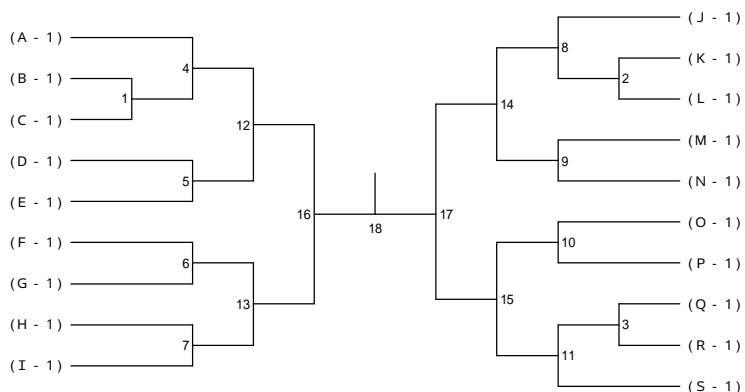 (A - 1)
(B - 1)
(C - 1)
(D - 1)
(E - 1)
(F - 1)
(G - 1)
(H - 1)
(I - 1)
1
4
5
6
7
12
13
16
18
17
14
15
8
9
10
11
2
3
(J - 1)
(K - 1)
(L - 1)
(M - 1)
(N - 1)
(O - 1)
(P - 1)
(Q - 1)
(R - 1)
(S - 1)